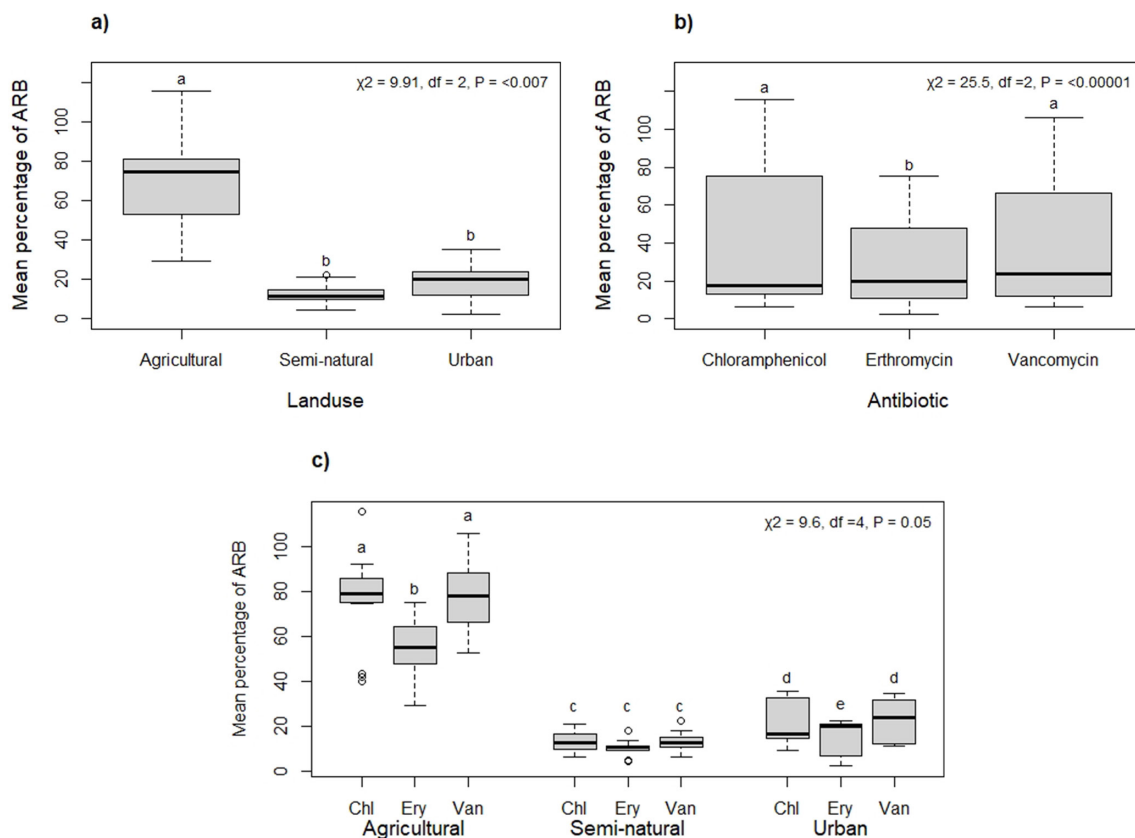 a)
Mean percentage of ARB
0 20 40 60 80 100
χ2 = 9.91, df = 2, P = <0.007
a
b
b
Agricultural Semi-natural Urban
Landuse
b)
Mean percentage of ARB
0 20 40 60 80 100
χ2 = 25.5, df =2, P = <0.00001
a
b
a
Chloramphenicol Erthromycin Vancomycin
Antibiotic
c)
Mean percentage of ARB
0 20 40 60 80 100
χ2 = 9.6, df =4, P = 0.05
a
b
a
c c c
d
e
d
Chl Ery Van Chl Ery Van Chl Ery Van
Agricultural Semi-natural Urban